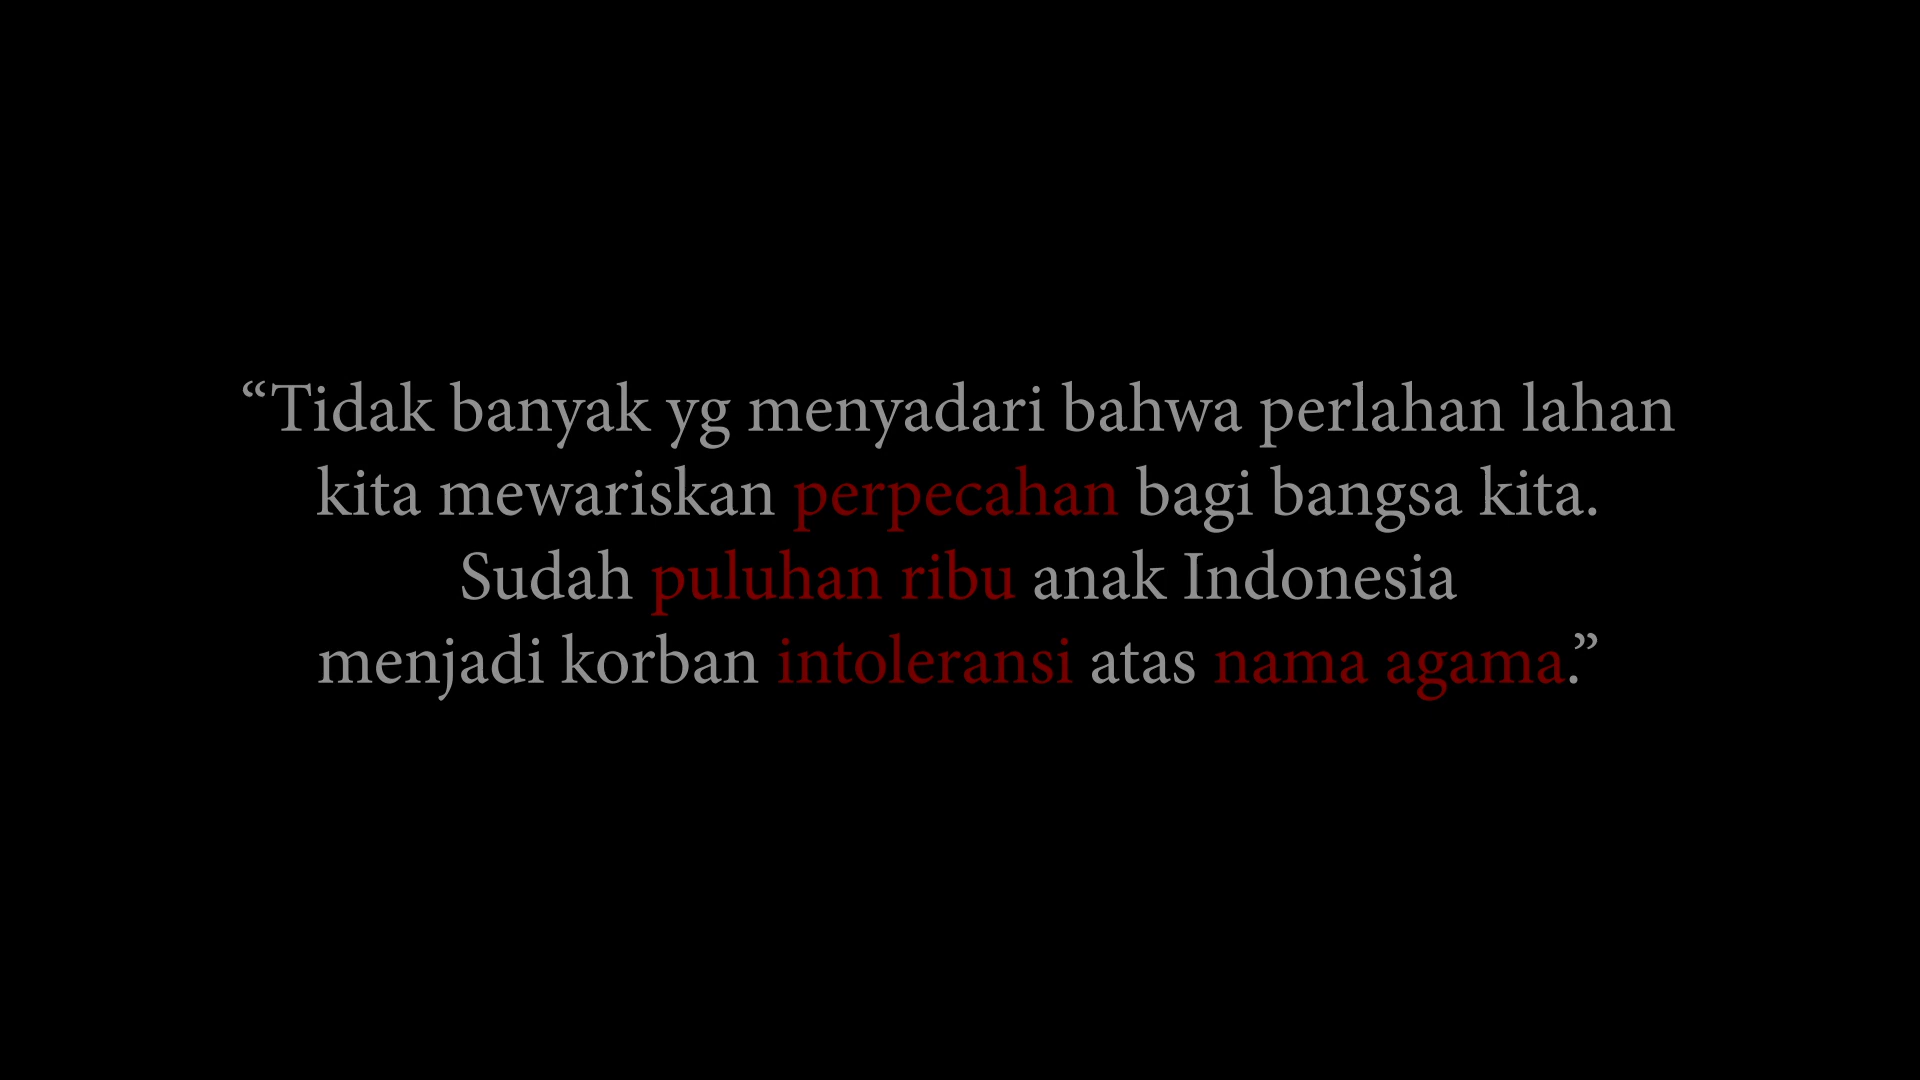 “Tidak banyak yg menyadari bahwa perlahan lahan
kita mewariskan perpecahan bagi bangsa kita.
Sudah puluhan ribu anak Indonesia
menjadi korban intoleransi atas nama agama.”